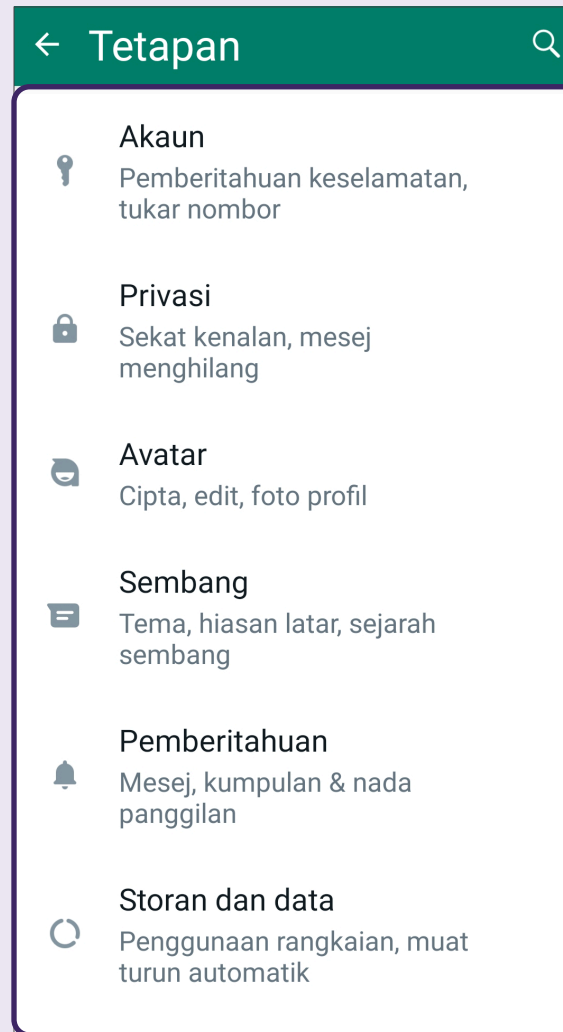 Tetapan
Akaun
Pemberitahuan keselamatan,
tukar nombor
Privasi
Sekat kenalan, mesej
menghilang
Avatar
Cipta, edit, foto profil
Sembang
Tema, hiasan latar, sejarah
sembang
Pemberitahuan
Mesej, kumpulan & nada
panggilan
Storan dan data
Penggunaan rangkaian, muat
turun automatik